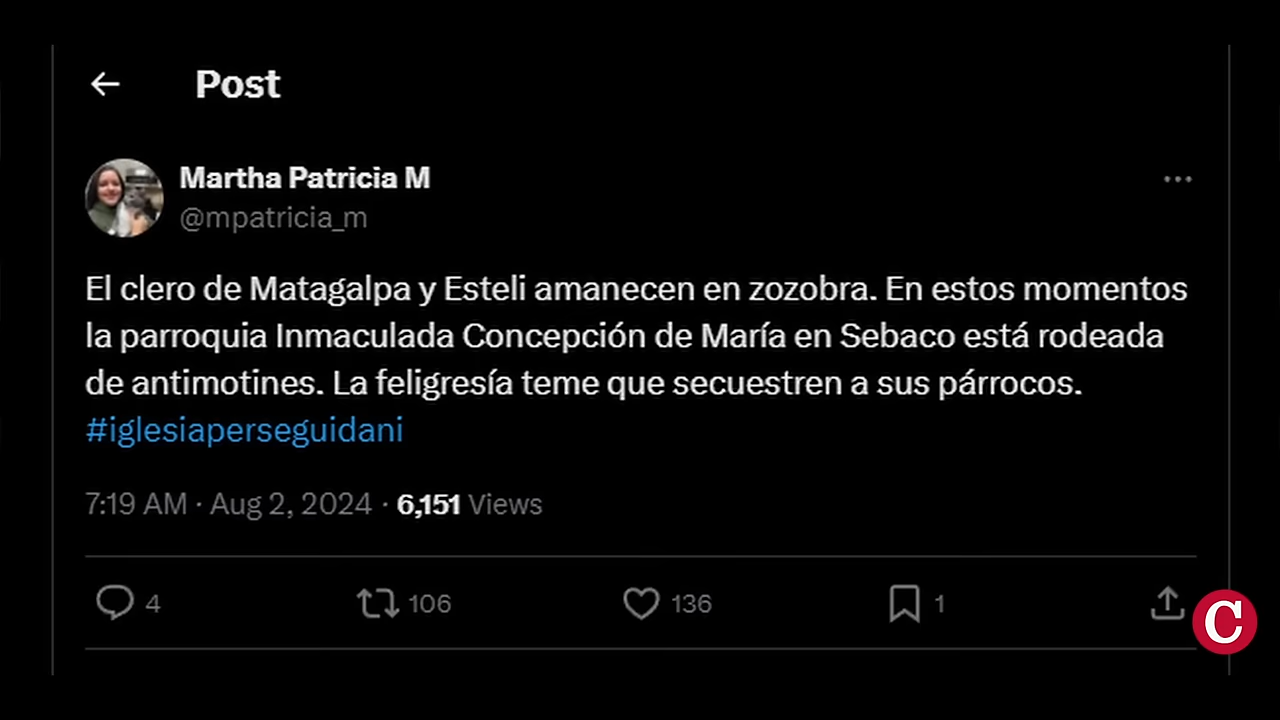 Post
Martha Patricia M
@mpatricia_m
El clero de Matagalpa y Esteli amanecen en zozobra. En estos momentos
la parroquia Inmaculada Concepción de María en Sebaco está rodeada
de antimotines. La feligresía teme que secuestren a sus párrocos.
#iglesiaperseguidani
7:19 AM · Aug 2, 2024 · 6,151 Views
4 106 136 1
C